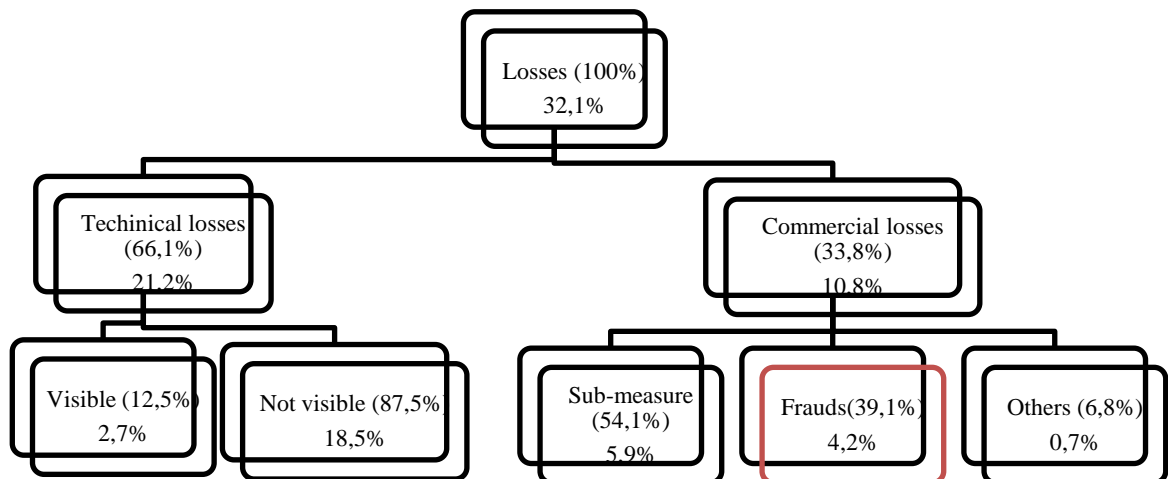 Losses (100%)
32,1%
Techinical losses
(66,1%)
21,2%
Commercial losses
(33,8%)
10,8%
Visible (12,5%)
2,7%
Not visible (87,5%)
18,5%
Sub-measure
(54,1%)
5,9%
Frauds(39,1%)
4,2%
Others (6,8%)
0,7%